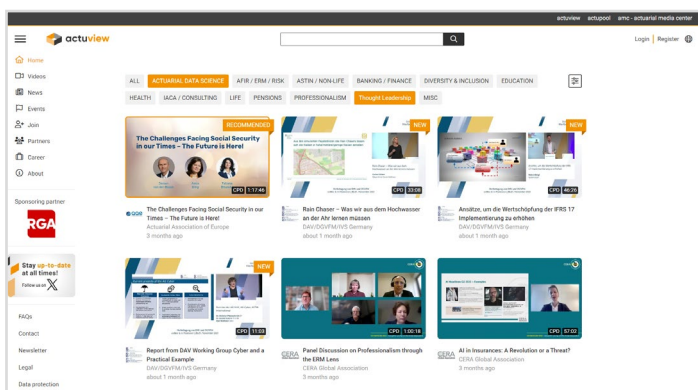 actuview actupool amc - actuarial media center
actuview
Login | Register
Home
Videos
News
Events
Join
Partners
Career
About
Sponsoring partner
RGA
Stay up-to-date
at all times!
Follow us on X
FAQs
Contact
Newsletter
Legal
Data protection
ALL ACTUARIAL DATA SCIENCE AFIR / ERM / RISK ASTIN / NON-LIFE BANKING / FINANCE DIVERSITY & INCLUSION EDUCATION
HEALTH IACA / CONSULTING LIFE PENSIONS PROFESSIONALISM Thought Leadership MISC
RECOMMENDED
The Challenges Facing Social Security
in our Times – The Future is Here!
CPD 1:17:46
The Challenges Facing Social Security in our
Times – The Future is Here!
Actuarial Association of Europe
3 months ago
NEW
CPD 33:08
Rain Chaser – Was wir aus dem Hochwasser
an der Ahr lernen müssen
DAV/DGVFM/IVS Germany
about 1 month ago
NEW
CPD 46:26
Ansätze, um die Wertschöpfung der IFRS 17
Implementierung zu erhöhen
DAV/DGVFM/IVS Germany
about 1 month ago
NEW
CPD 11:03
Report from DAV Working Group Cyber and a
Practical Example
DAV/DGVFM/IVS Germany
about 1 month ago
CPD 1:00:18
CERA
Panel Discussion on Professionalism through
the ERM Lens
CERA Global Association
3 months ago
CPD 57:02
CERA
AI in Insurances: A Revolution or a Threat?
CERA Global Association
3 months ago